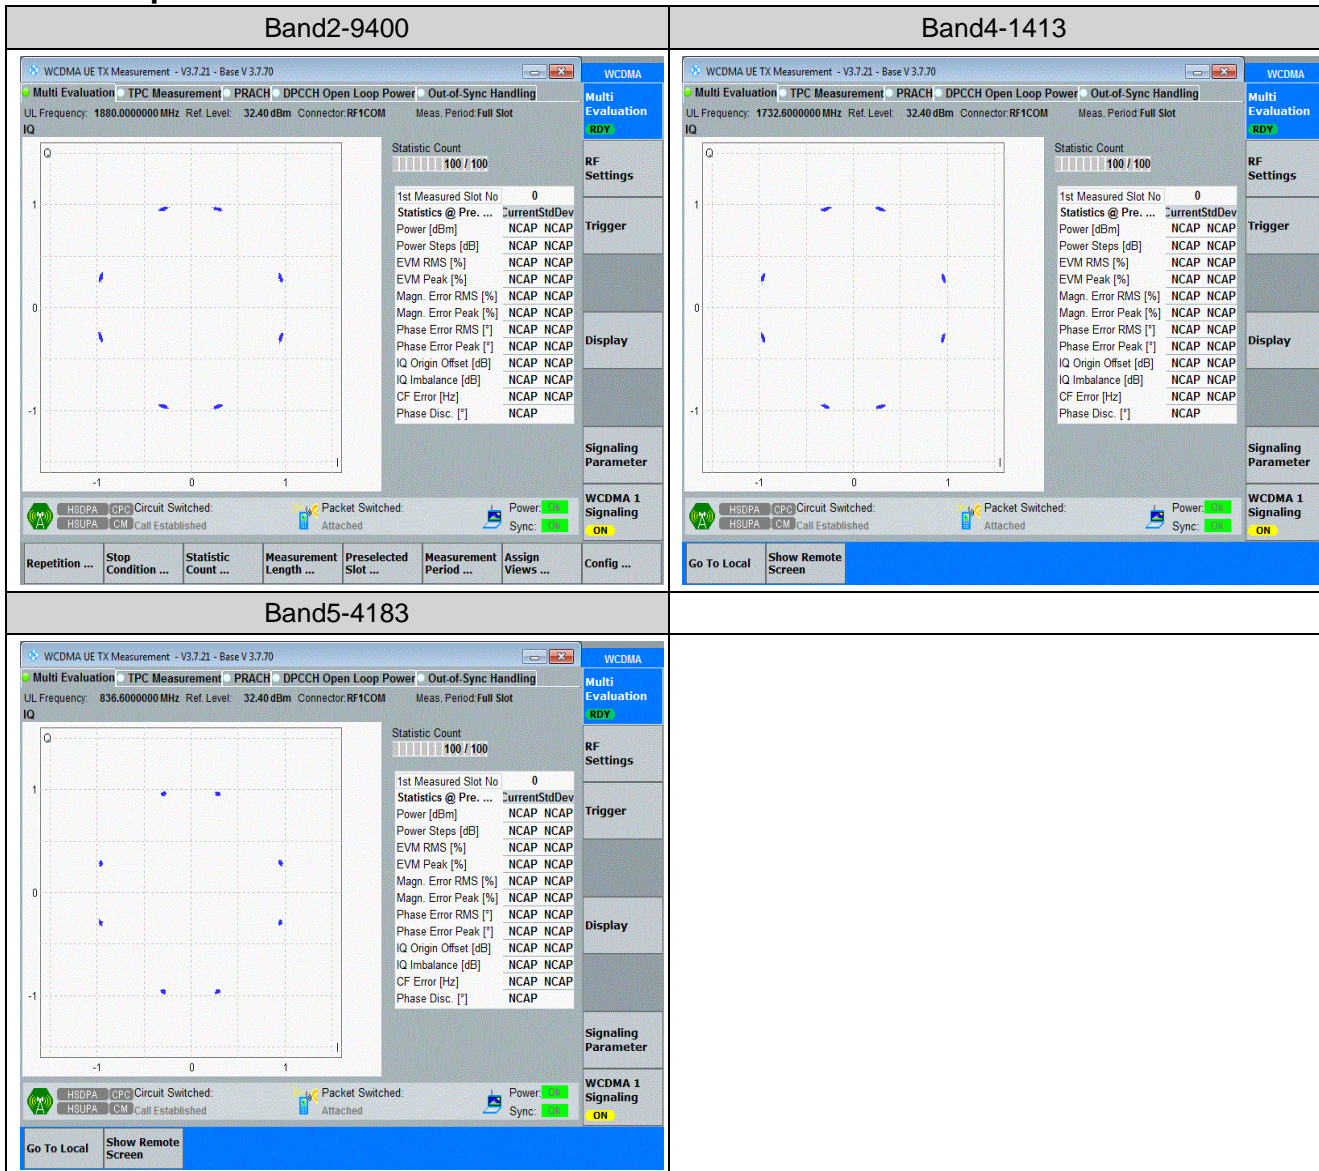 Band2-9400
Band4-1413
WCDMA UE TX Measurement - V3.7.21 - Base V 3.7.70
WCDMA
Multi Evaluation TPC Measurement PRACH DPCCH Open Loop Power Out-of-Sync Handling
Multi Evaluation
RDY
UL Frequency: 1880.0000000 MHz Ref. Level: 32.40 dBm Connector:RF1COM Meas. Period:Full Slot
IQ
Q
1
0
-1
-1 0 1
I
Statistic Count
100 / 100
1st Measured Slot No 0
Statistics @ Pre. ... CurrentStdDev
Power [dBm] NCAP NCAP
Power Steps [dB] NCAP NCAP
EVM RMS [%] NCAP NCAP
EVM Peak [%] NCAP NCAP
Magn. Error RMS [%] NCAP NCAP
Magn. Error Peak [%] NCAP NCAP
Phase Error RMS [°] NCAP NCAP
Phase Error Peak [°] NCAP NCAP
IQ Origin Offset [dB] NCAP NCAP
IQ Imbalance [dB] NCAP NCAP
CF Error [Hz] NCAP NCAP
Phase Disc. [°] NCAP
RF Settings
Trigger
Display
Signaling Parameter
WCDMA 1 Signaling
ON
HSDPA CPC Circuit Switched: Packet Switched: Power: Ok
HSUPA CM Call Established Attached Sync: Ok
Repetition ... Stop Condition ... Statistic Count ... Measurement Length ... Preselected Slot ... Measurement Period ... Assign Views ... Config ...
WCDMA UE TX Measurement - V3.7.21 - Base V 3.7.70
WCDMA
Multi Evaluation TPC Measurement PRACH DPCCH Open Loop Power Out-of-Sync Handling
Multi Evaluation
RDY
UL Frequency: 1732.6000000 MHz Ref. Level: 32.40 dBm Connector:RF1COM Meas. Period:Full Slot
IQ
Q
1
0
-1
-1 0 1
I
Statistic Count
100 / 100
1st Measured Slot No 0
Statistics @ Pre. ... CurrentStdDev
Power [dBm] NCAP NCAP
Power Steps [dB] NCAP NCAP
EVM RMS [%] NCAP NCAP
EVM Peak [%] NCAP NCAP
Magn. Error RMS [%] NCAP NCAP
Magn. Error Peak [%] NCAP NCAP
Phase Error RMS [°] NCAP NCAP
Phase Error Peak [°] NCAP NCAP
IQ Origin Offset [dB] NCAP NCAP
IQ Imbalance [dB] NCAP NCAP
CF Error [Hz] NCAP NCAP
Phase Disc. [°] NCAP
RF Settings
Trigger
Display
Signaling Parameter
WCDMA 1 Signaling
ON
HSDPA CPC Circuit Switched: Packet Switched: Power: Ok
HSUPA CM Call Established Attached Sync: Ok
Go To Local Show Remote Screen
Band5-4183
WCDMA UE TX Measurement - V3.7.21 - Base V 3.7.70
WCDMA
Multi Evaluation TPC Measurement PRACH DPCCH Open Loop Power Out-of-Sync Handling
Multi Evaluation
RDY
UL Frequency: 836.6000000 MHz Ref. Level: 32.40 dBm Connector:RF1COM Meas. Period:Full Slot
IQ
Q
1
0
-1
-1 0 1
I
Statistic Count
100 / 100
1st Measured Slot No 0
Statistics @ Pre. ... CurrentStdDev
Power [dBm] NCAP NCAP
Power Steps [dB] NCAP NCAP
EVM RMS [%] NCAP NCAP
EVM Peak [%] NCAP NCAP
Magn. Error RMS [%] NCAP NCAP
Magn. Error Peak [%] NCAP NCAP
Phase Error RMS [°] NCAP NCAP
Phase Error Peak [°] NCAP NCAP
IQ Origin Offset [dB] NCAP NCAP
IQ Imbalance [dB] NCAP NCAP
CF Error [Hz] NCAP NCAP
Phase Disc. [°] NCAP
RF Settings
Trigger
Display
Signaling Parameter
WCDMA 1 Signaling
ON
HSDPA CPC Circuit Switched: Packet Switched: Power: Ok
HSUPA CM Call Established Attached Sync: Ok
Go To Local Show Remote Screen